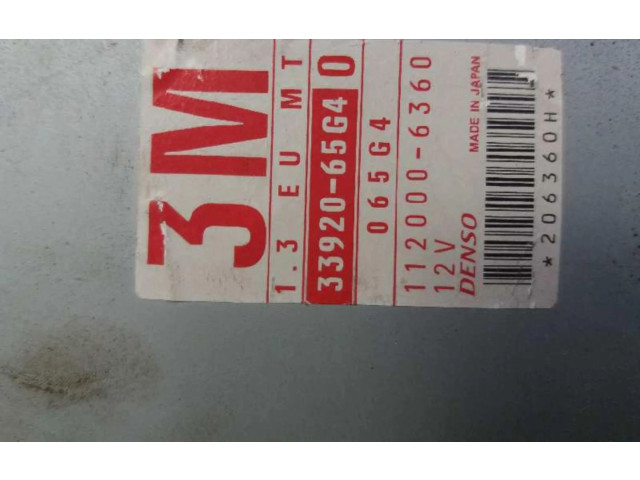 3M
1.3 EU MT
33920-65G4 0
065G4
112000-6360
12V
DENSO
MADE IN JAPAN
*206360H*